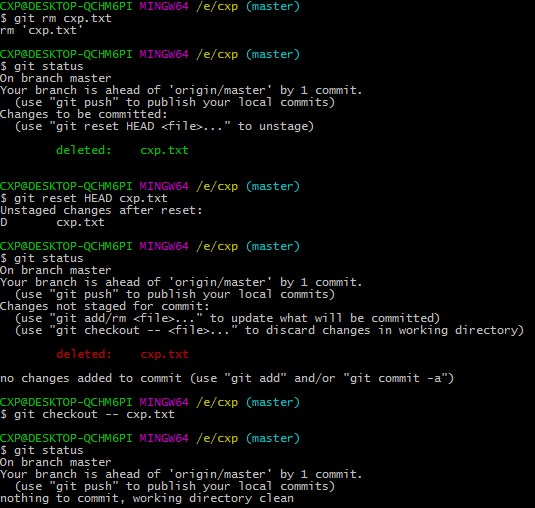 CXP@DESKTOP-QCHM6PI MINGW64 /e/cxp (master)
$ git rm cxp.txt
rm 'cxp.txt'
CXP@DESKTOP-QCHM6PI MINGW64 /e/cxp (master)
$ git status
On branch master
Your branch is ahead of 'origin/master' by 1 commit.
  (use "git push" to publish your local commits)
Changes to be committed:
  (use "git reset HEAD <file>..." to unstage)
        deleted:    cxp.txt
CXP@DESKTOP-QCHM6PI MINGW64 /e/cxp (master)
$ git reset HEAD cxp.txt
Unstaged changes after reset:
D       cxp.txt
CXP@DESKTOP-QCHM6PI MINGW64 /e/cxp (master)
$ git status
On branch master
Your branch is ahead of 'origin/master' by 1 commit.
  (use "git push" to publish your local commits)
Changes not staged for commit:
  (use "git add/rm <file>..." to update what will be committed)
  (use "git checkout -- <file>..." to discard changes in working directory)
        deleted:    cxp.txt
no changes added to commit (use "git add" and/or "git commit -a")
CXP@DESKTOP-QCHM6PI MINGW64 /e/cxp (master)
$ git checkout -- cxp.txt
CXP@DESKTOP-QCHM6PI MINGW64 /e/cxp (master)
$ git status
On branch master
Your branch is ahead of 'origin/master' by 1 commit.
  (use "git push" to publish your local commits)
nothing to commit, working directory clean